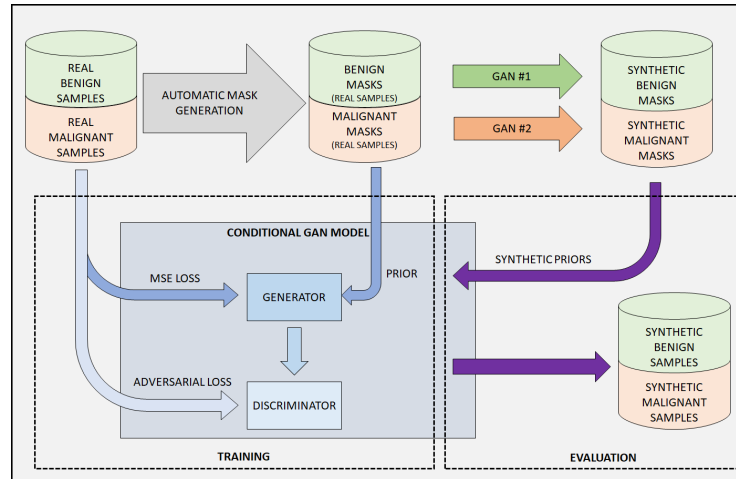 REAL
BENIGN
SAMPLES
REAL
MALIGNANT
SAMPLES
AUTOMATIC MASK
GENERATION
BENIGN
MASKS
(REAL SAMPLES)
MALIGNANT
MASKS
(REAL SAMPLES)
GAN #1
GAN #2
SYNTHETIC
BENIGN
MASKS
SYNTHETIC
MALIGNANT
MASKS
CONDITIONAL GAN MODEL
MSE LOSS
GENERATOR
PRIOR
ADVERSARIAL LOSS
DISCRIMINATOR
TRAINING
SYNTHETIC PRIORS
SYNTHETIC
BENIGN
SAMPLES
SYNTHETIC
MALIGNANT
SAMPLES
EVALUATION